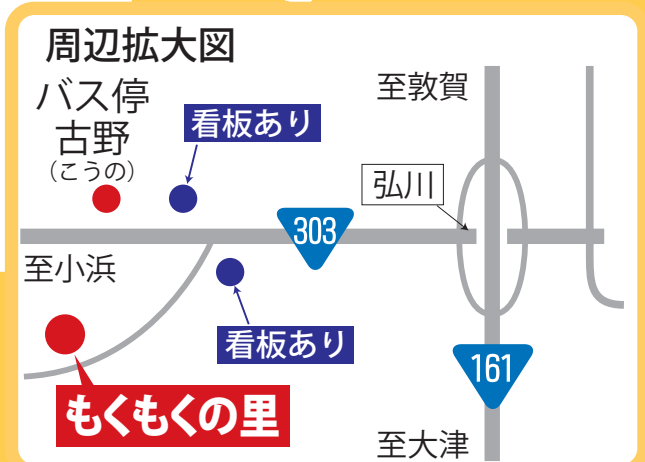 周辺拡大図
バス停
古野
(こうの)
看板あり
至敦賀
弘川
303
至小浜
看板あり
161
もくもくの里
至大津